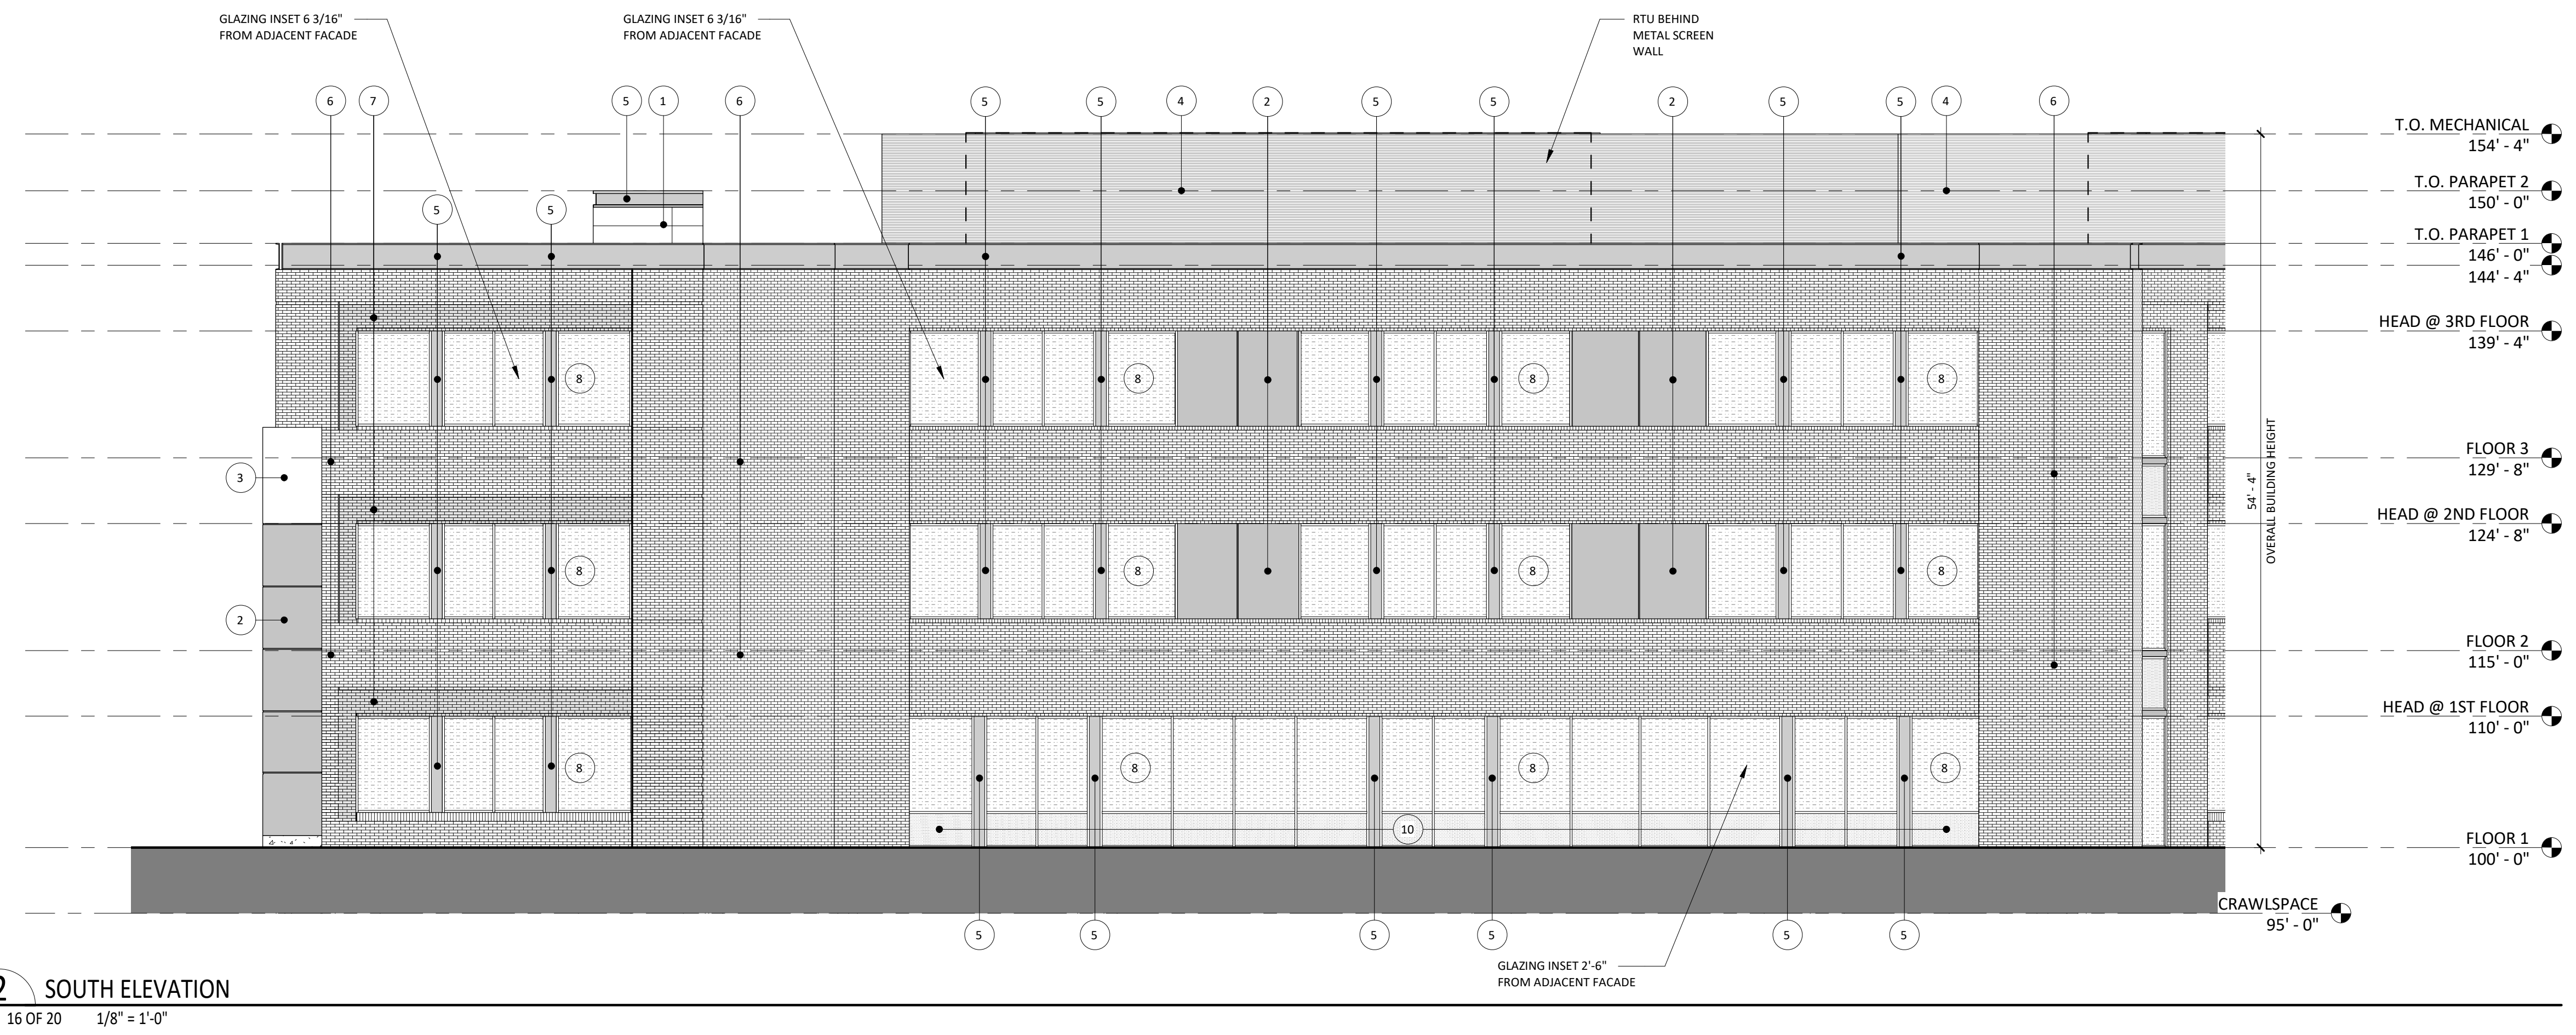 GLAZING INSET 6 3/16"
FROM ADJACENT FACADE
GLAZING INSET 6 3/16"
FROM ADJACENT FACADE
RTU BEHIND
METAL SCREEN
WALL
6 7 5 1 6 5 5 4 2 5 5 2 5 5 4 6
T.O. MECHANICAL
154' - 4"
T.O. PARAPET 2
150' - 0"
5 5
T.O. PARAPET 1
146' - 0"
144' - 4"
HEAD @ 3RD FLOOR
139' - 4"
8 8 8 8
FLOOR 3
129' - 8"
3
54' - 4"
OVERALL BUILDING HEIGHT
HEAD @ 2ND FLOOR
124' - 8"
8 8 8 8
2
FLOOR 2
115' - 0"
HEAD @ 1ST FLOOR
110' - 0"
8 8 8 8
10
FLOOR 1
100' - 0"
CRAWLSPACE
95' - 0"
5 5 5 5 5 5
GLAZING INSET 2'-6"
FROM ADJACENT FACADE
2 SOUTH ELEVATION
16 OF 20 1/8" = 1'-0"